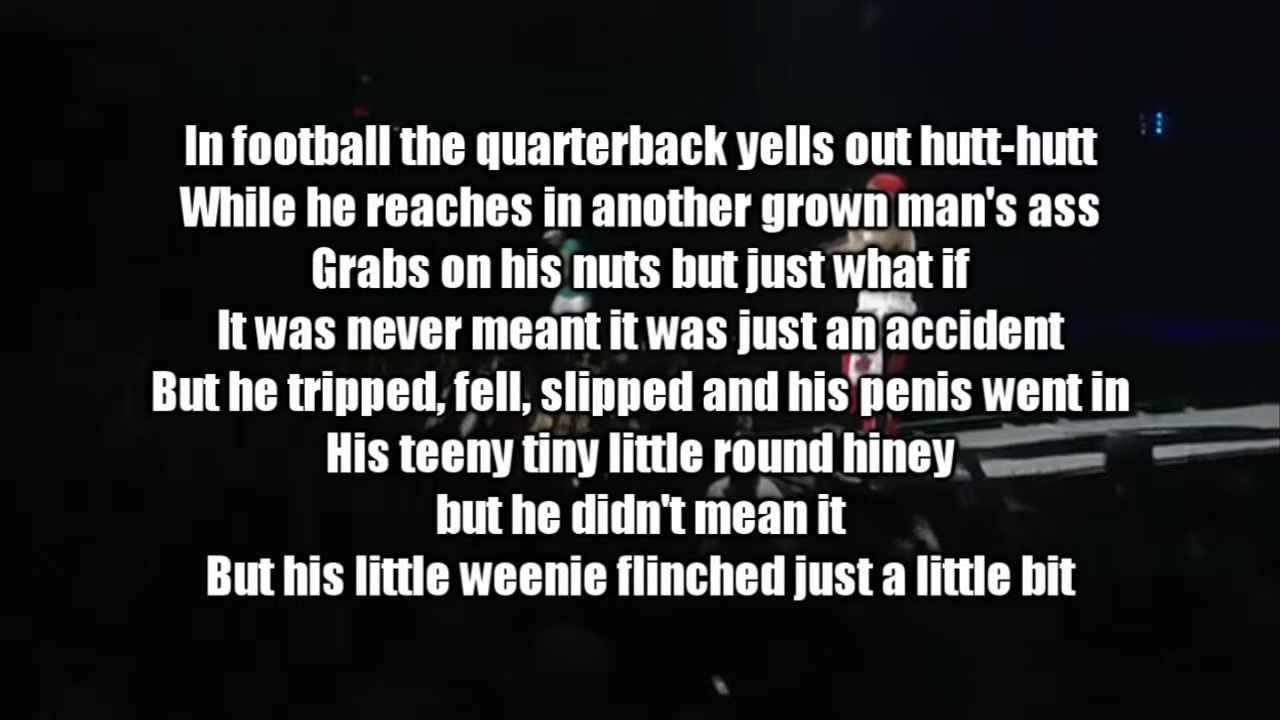 In football the quarterback yells out hutt-hutt
While he reaches in another grown man's ass
Grabs on his nuts but just what if
It was never meant it was just an accident
But he tripped, fell, slipped and his penis went in
His teeny tiny little round hiney
but he didn't mean it
But his little weenie flinched just a little bit